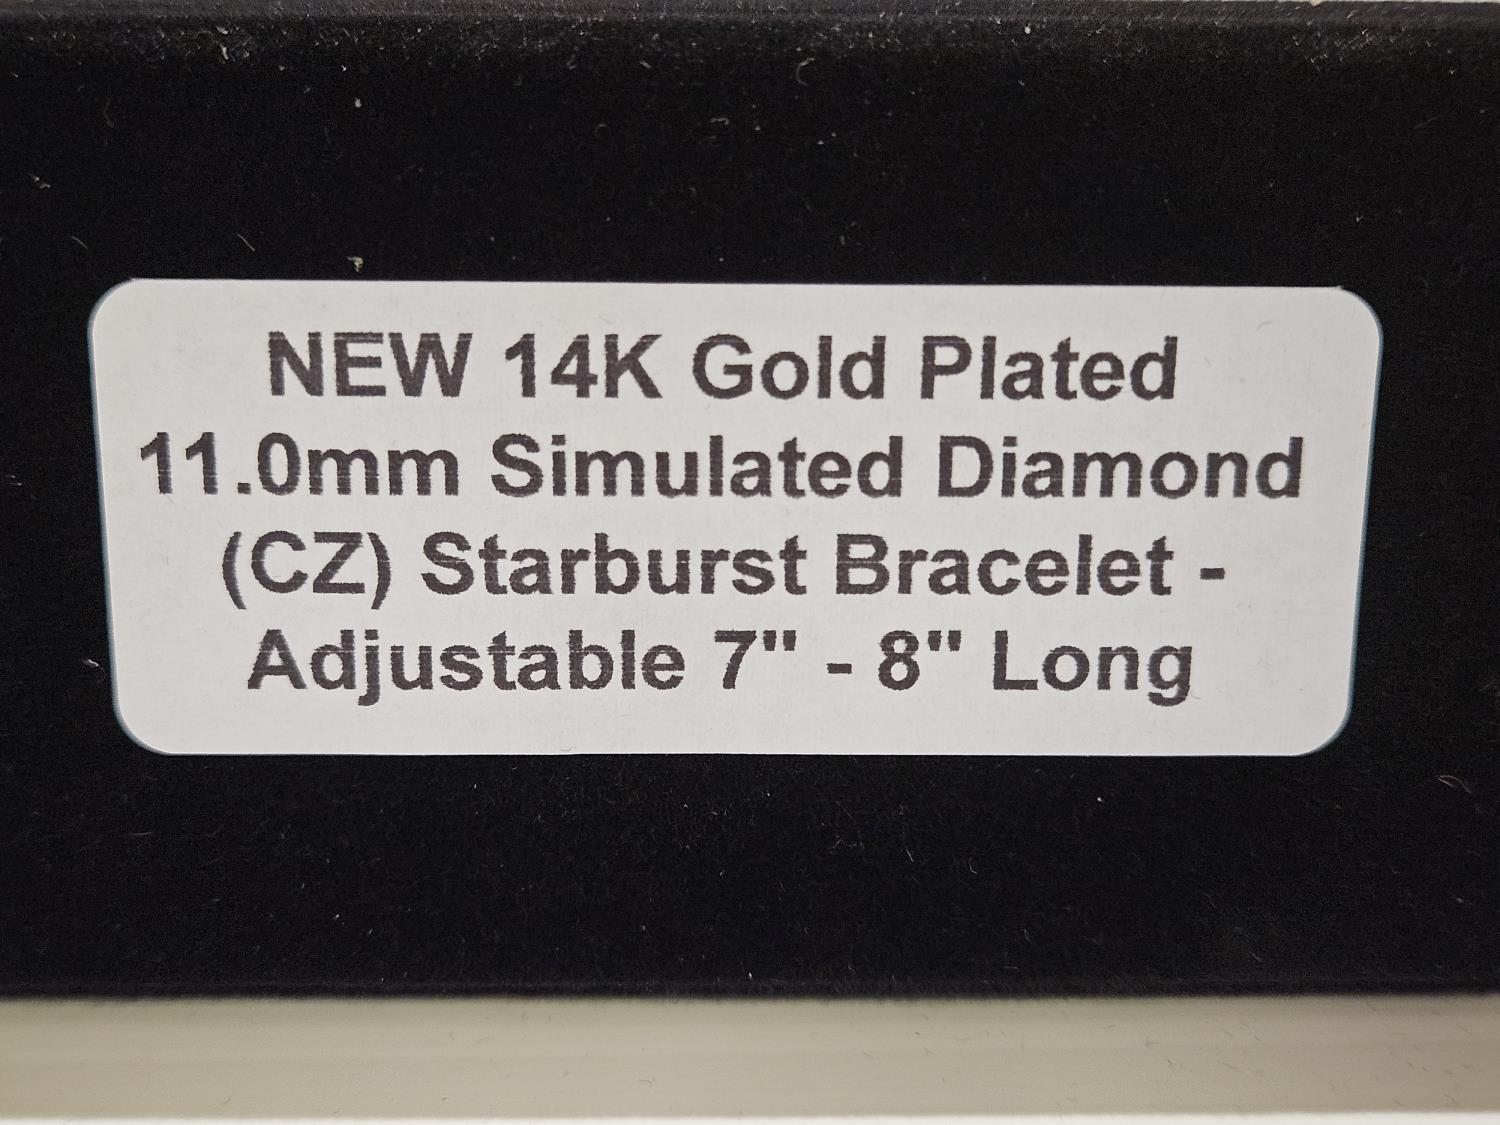 NEW 14K Gold Plated
11.0mm Simulated Diamond
(CZ) Starburst Bracelet -
Adjustable 7" - 8" Long